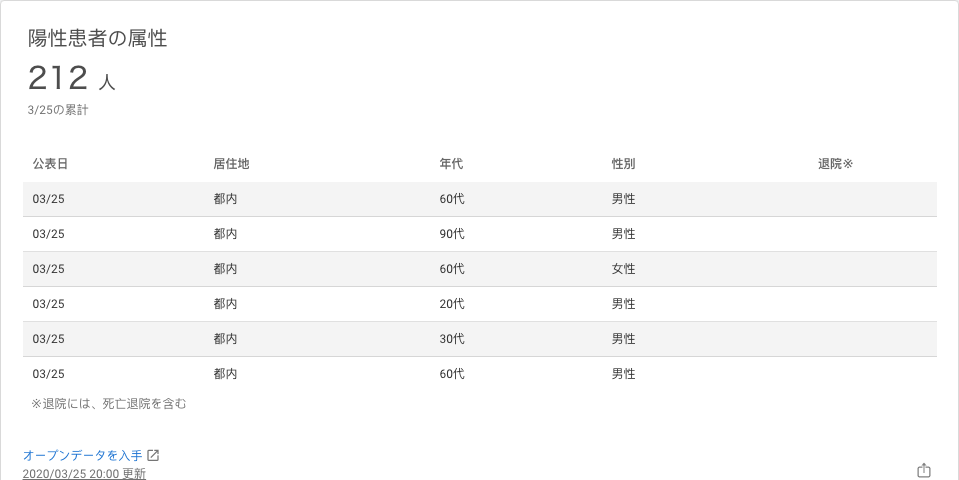 陽性患者の属性
212 人
3/25の累計
公表日 居住地 年代 性別 退院※
03/25 都内 60代 男性
03/25 都内 90代 男性
03/25 都内 60代 女性
03/25 都内 20代 男性
03/25 都内 30代 男性
03/25 都内 60代 男性
※退院には、死亡退院を含む
オープンデータを入手
2020/03/25 20:00 更新